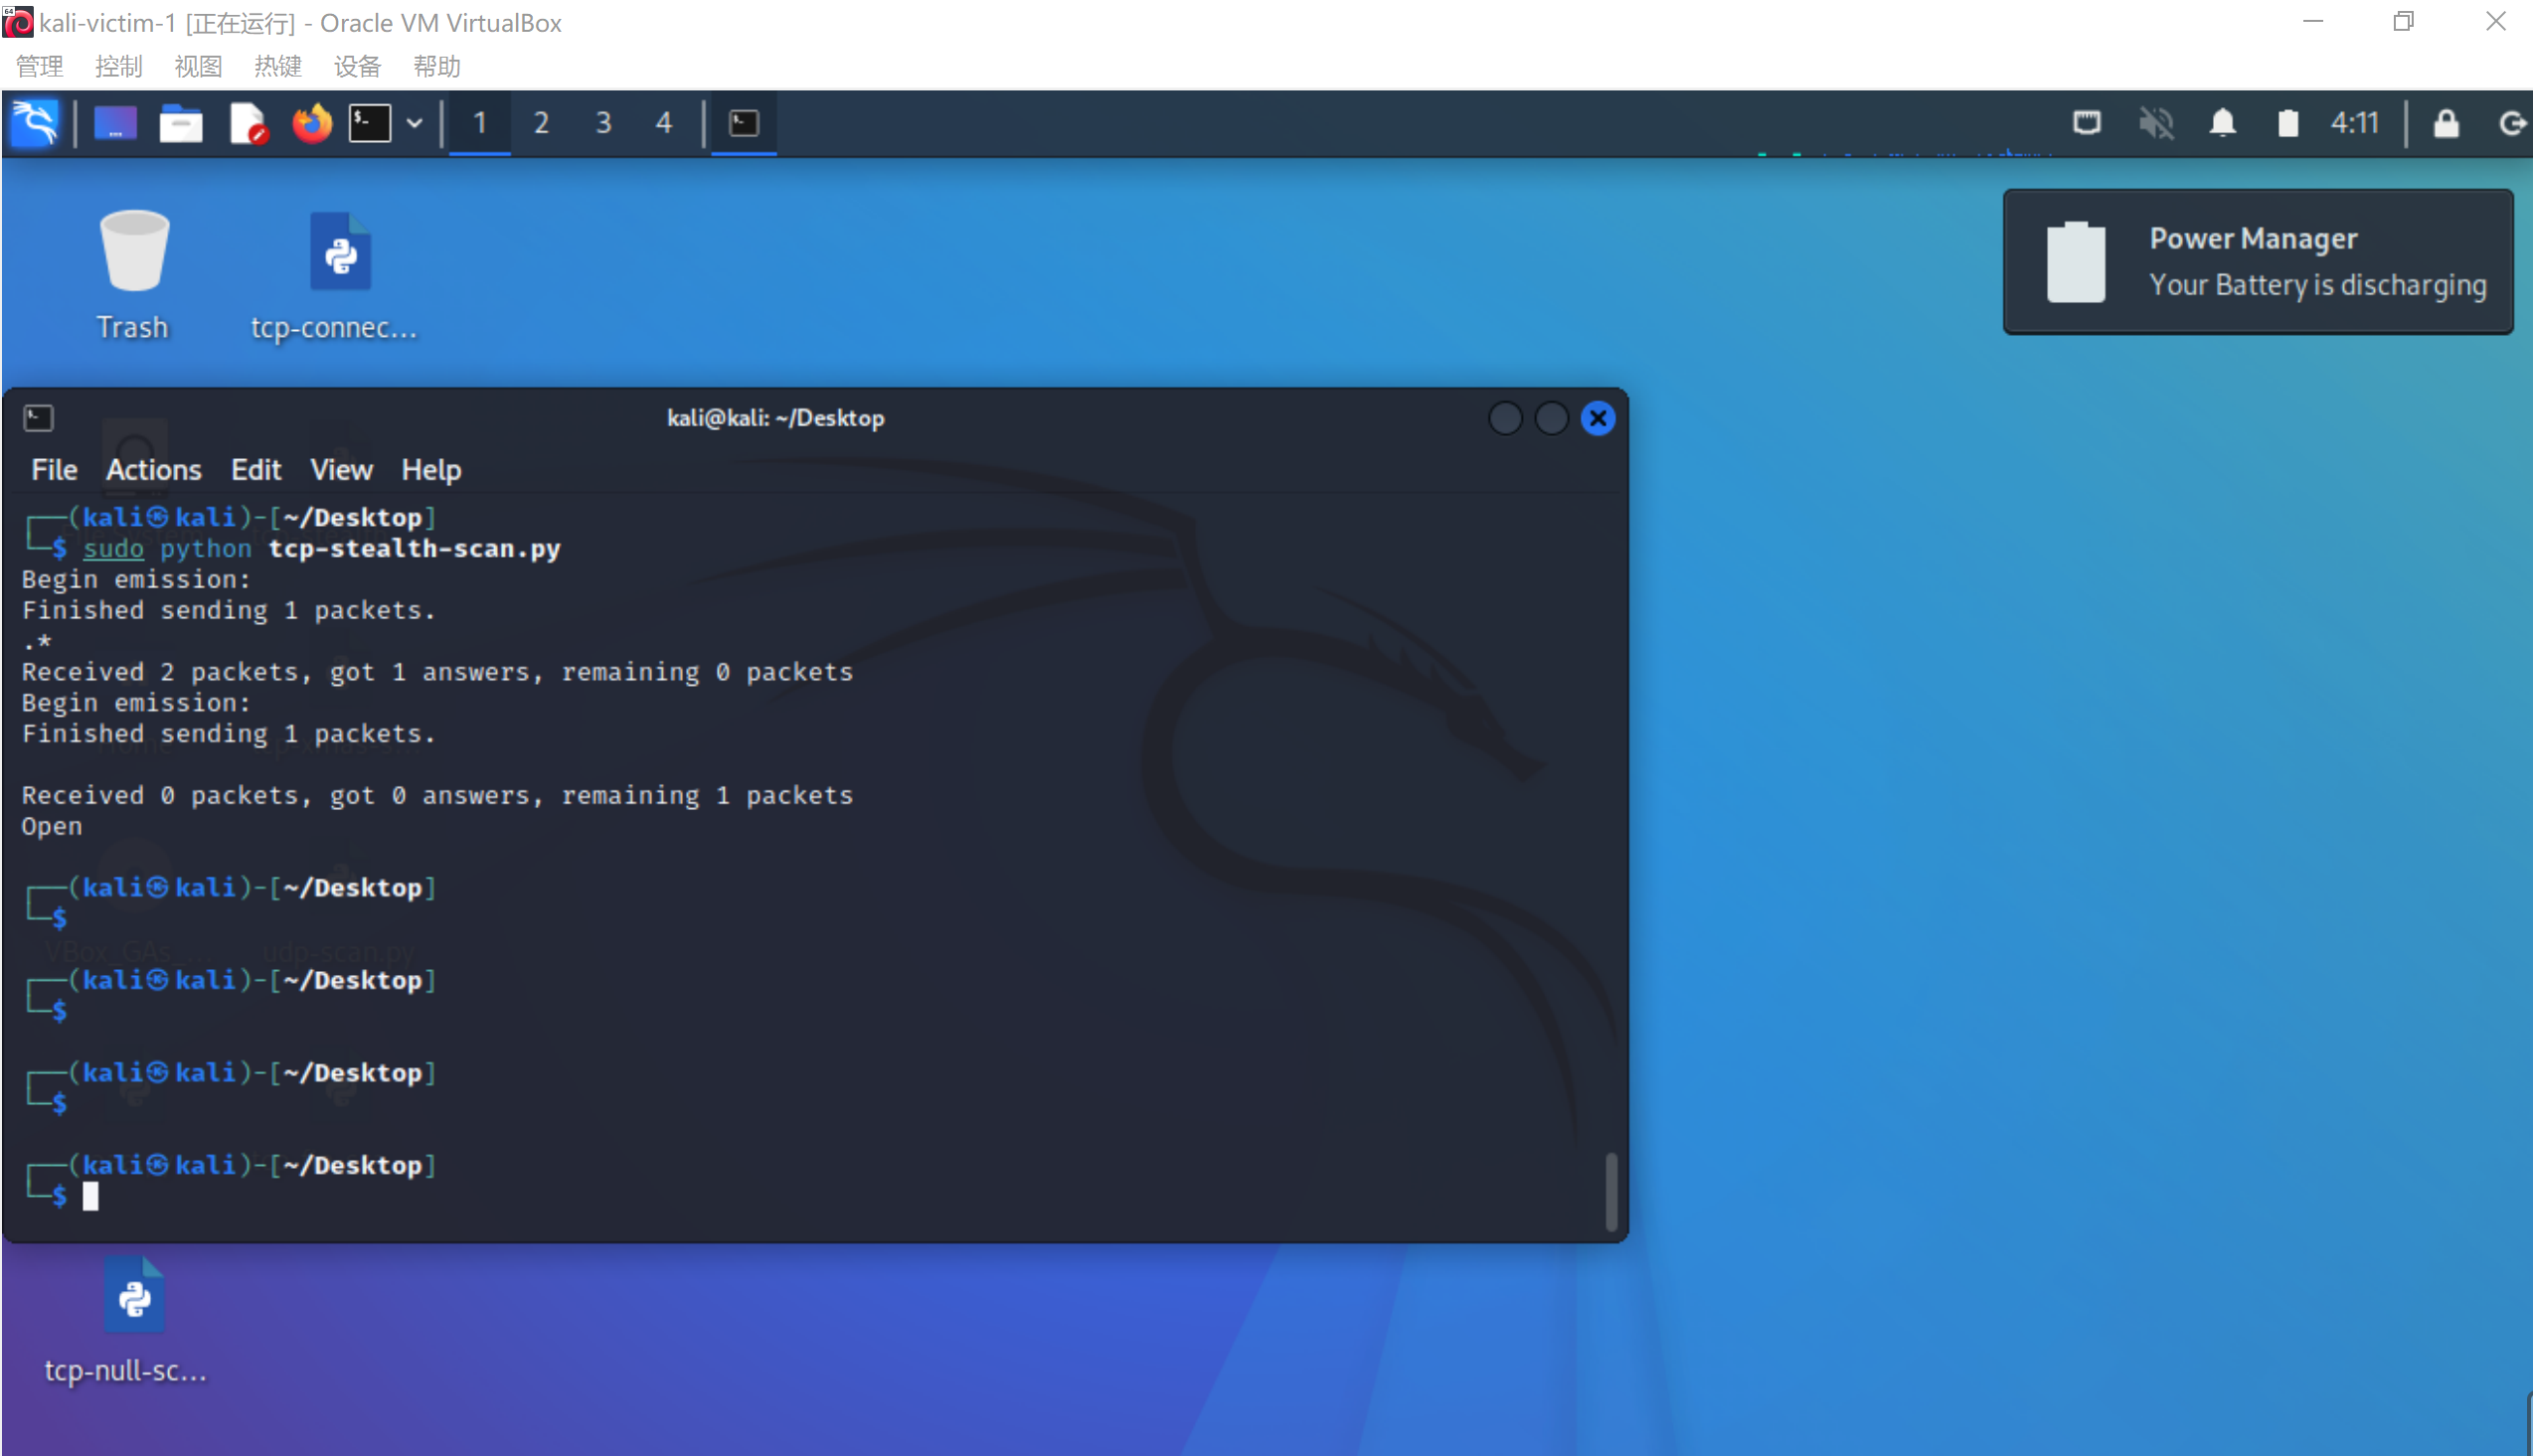 kali-victim-1 [正在运行] - Oracle VM VirtualBox
管理 控制 视图 热键 设备 帮助
1 2 3 4
4:11
Power Manager
Your Battery is discharging
Trash
tcp-connec...
kali@kali: ~/Desktop
File Actions Edit View Help
┌──(kali㉿kali)-[~/Desktop]
└─$ sudo python tcp-stealth-scan.py
Begin emission:
Finished sending 1 packets.
.*
Received 2 packets, got 1 answers, remaining 0 packets
Begin emission:
Finished sending 1 packets.
Received 0 packets, got 0 answers, remaining 1 packets
Open
┌──(kali㉿kali)-[~/Desktop]
└─$
VBox_GAs_... udp-scan.py
┌──(kali㉿kali)-[~/Desktop]
└─$
┌──(kali㉿kali)-[~/Desktop]
└─$
┌──(kali㉿kali)-[~/Desktop]
└─$
tcp-null-sc...